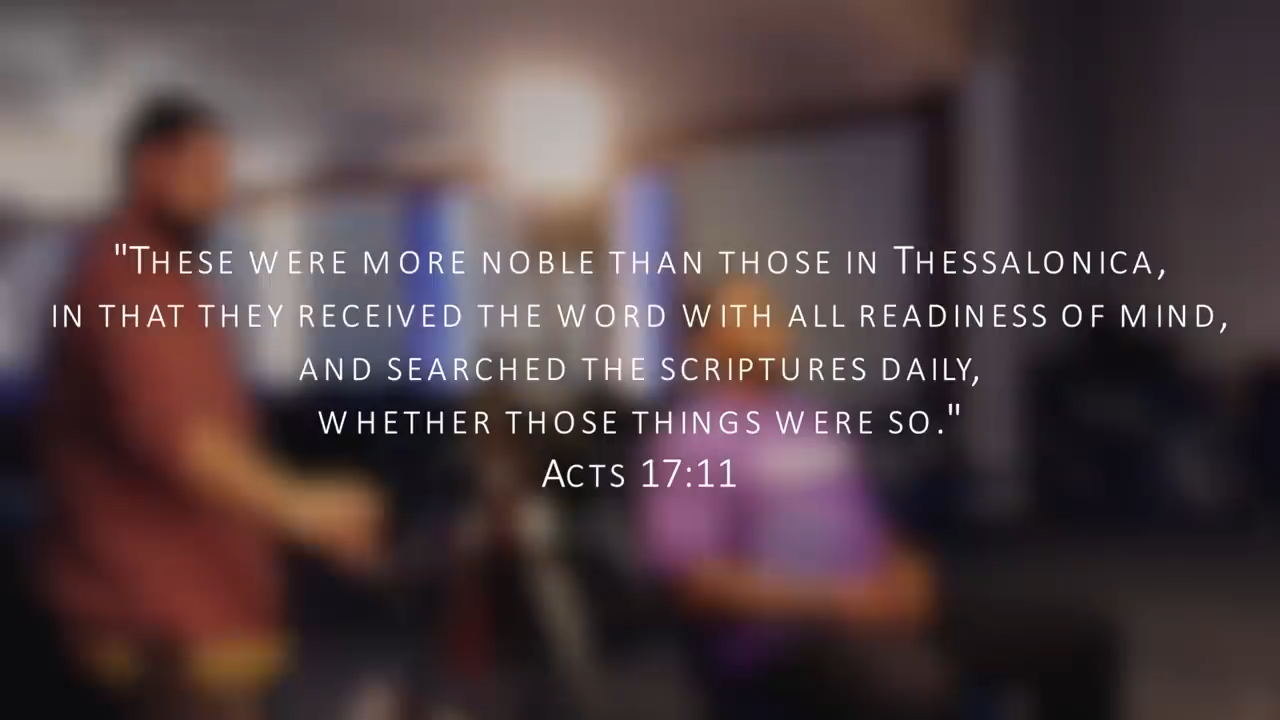 "These were more noble than those in Thessalonica,
in that they received the word with all readiness of mind,
and searched the scriptures daily,
whether those things were so."
Acts 17:11